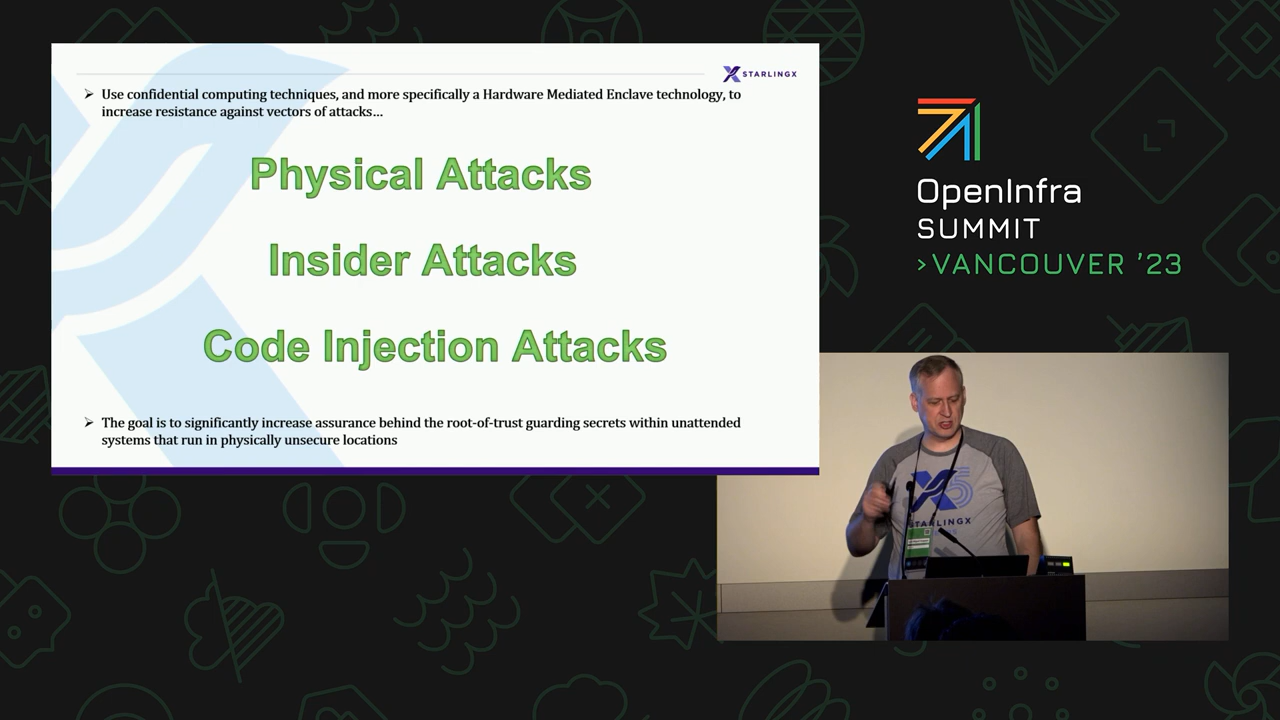 STARLINGX
➢ Use confidential computing techniques, and more specifically a Hardware Mediated Enclave technology, to
increase resistance against vectors of attacks...
Physical Attacks
Insider Attacks
Code Injection Attacks
➢ The goal is to significantly increase assurance behind the root-of-trust guarding secrets within unattended
systems that run in physically unsecure locations
OpenInfra
SUMMIT
>VANCOUVER '23
STARLINGX